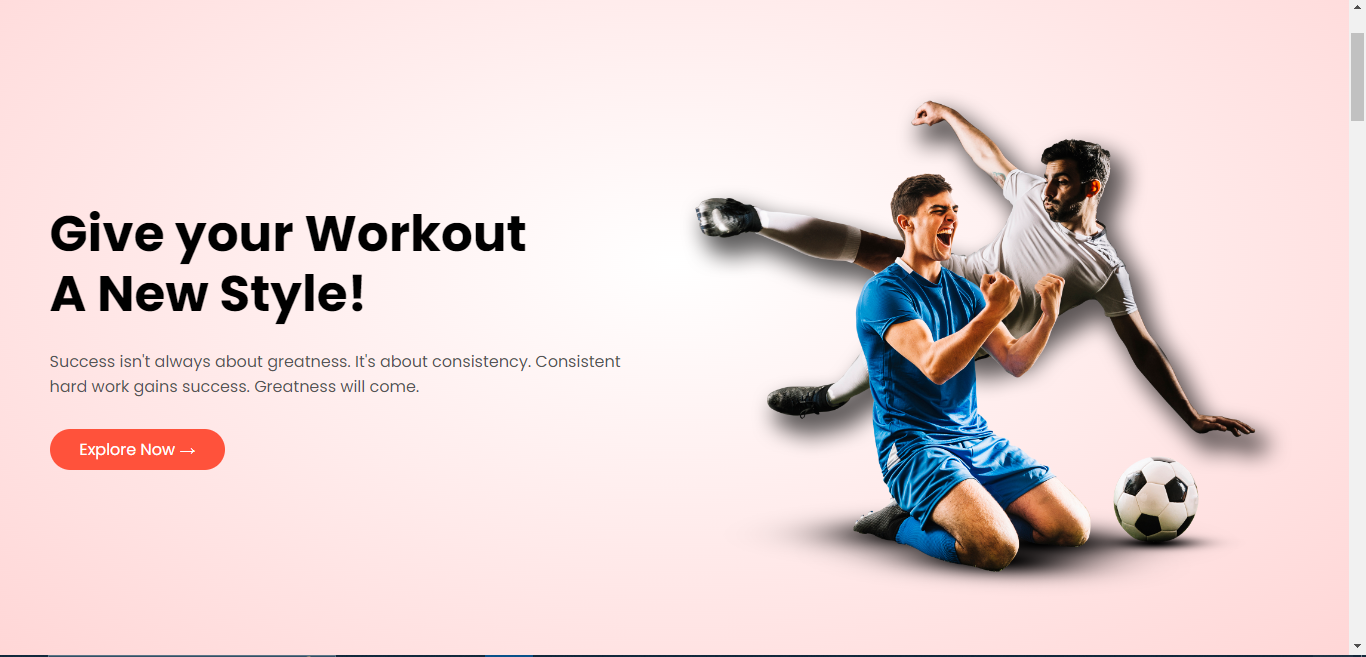 Give your Workout
A New Style!
Success isn't always about greatness. It's about consistency. Consistent
hard work gains success. Greatness will come.
Explore Now →